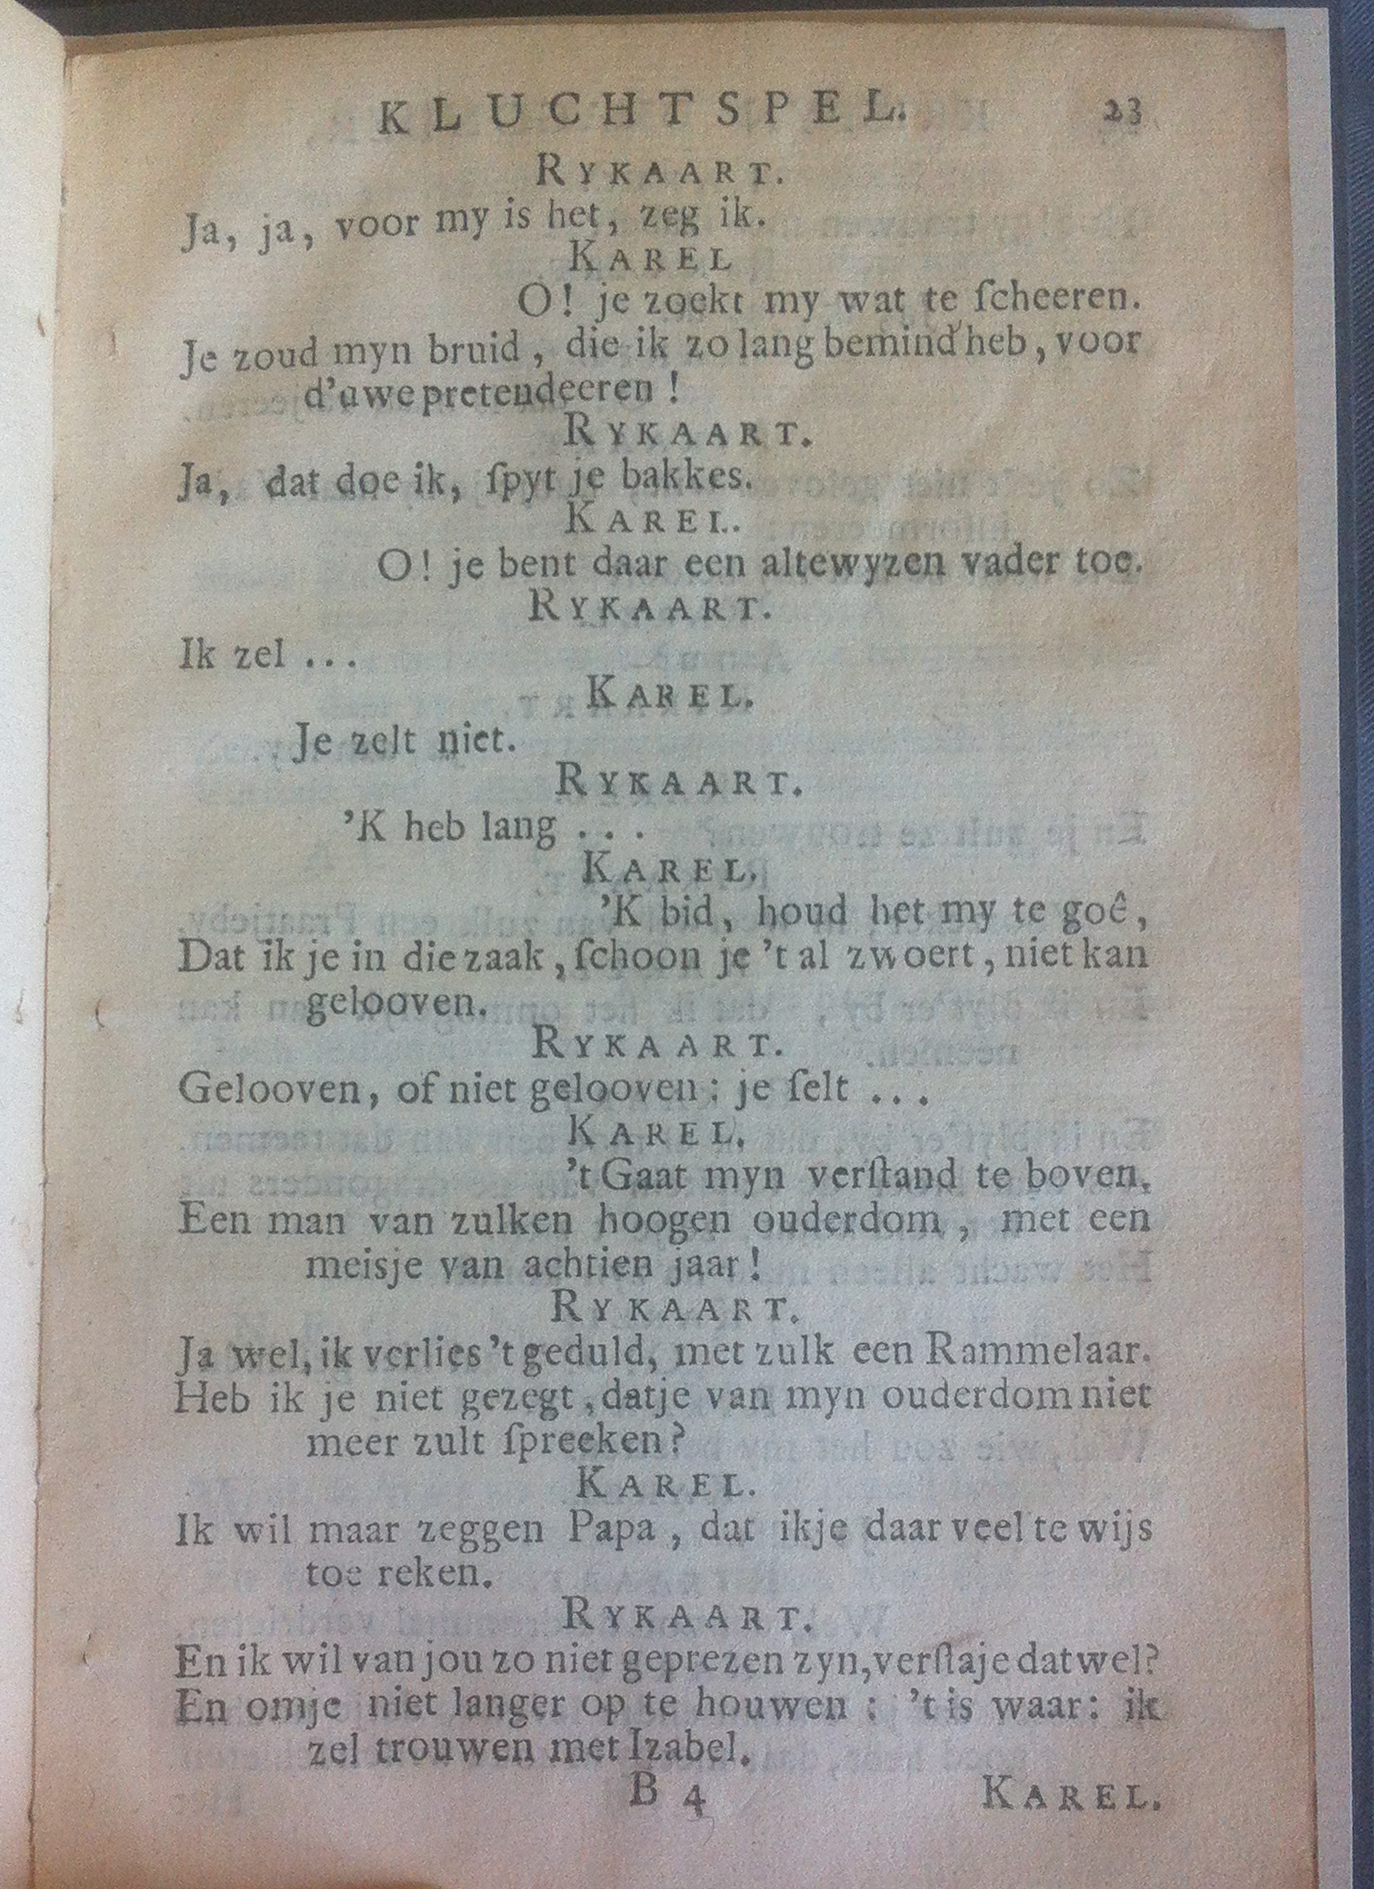 KLUCHTSPEL. 23
RYKAART.
Ja, ja, voor my is het, zeg ik.
KAREL
O! je zoekt my wat te ſcheeren.
Je zoud myn bruid, die ik zo lang bemind heb, voor
d'uwe pretendeeren!
RYKAART.
Ja, dat doe ik, ſpyt je bakkes.
KAREL.
O! je bent daar een altewyzen vader toe.
RYKAART.
Ik zel ...
KAREL.
Je zelt niet.
RYKAART.
'K heb lang ...
KAREL.
'K bid, houd het my te goê,
Dat ik je in die zaak, ſchoon je 't al zwoert, niet kan
gelooven.
RYKAART.
Gelooven, of niet gelooven: je ſelt ...
KAREL.
't Gaat myn verſtand te boven,
Een man van zulken hoogen ouderdom, met een
meisje van achtien jaar!
RYKAART.
Ja wel, ik verlies 't geduld, met zulk een Rammelaar.
Heb ik je niet gezegt, datje van myn ouderdom niet
meer zult ſpreeken?
KAREL.
Ik wil maar zeggen Papa, dat ikje daar veel te wijs
toe reken.
RYKAART.
En ik wil van jou zo niet geprezen zyn, verſtaje dat wel?
En omje niet langer op te houwen: 't is waar: ik
zel trouwen met Izabel.
B 4 KAREL.